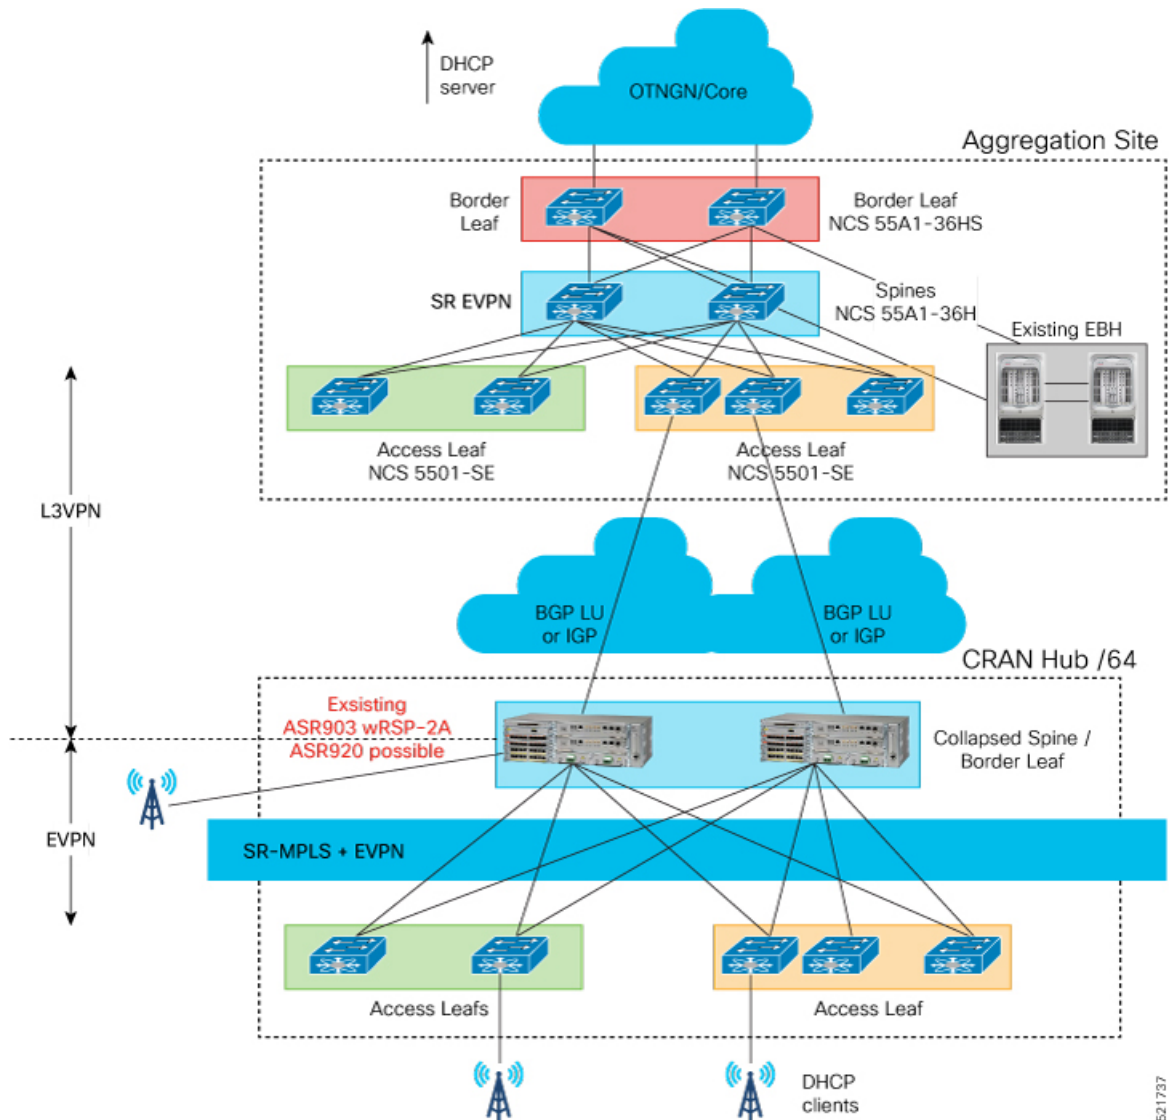 DHCP
server
OTNGN/Core
Aggregation Site
Border
Leaf
Border Leaf
NCS 55A1-36HS
SR EVPN
Spines
NCS 55A1-36H
Existing EBH
Access Leaf
NCS 5501-SE
Access Leaf
NCS 5501-SE
L3VPN
BGP LU
or IGP
BGP LU
or IGP
CRAN Hub /64
Exsisting
ASR903 wRSP-2A
ASR920 possible
Collapsed Spine /
Border Leaf
EVPN
SR-MPLS + EVPN
Access Leafs
Access Leaf
DHCP
clients
521737